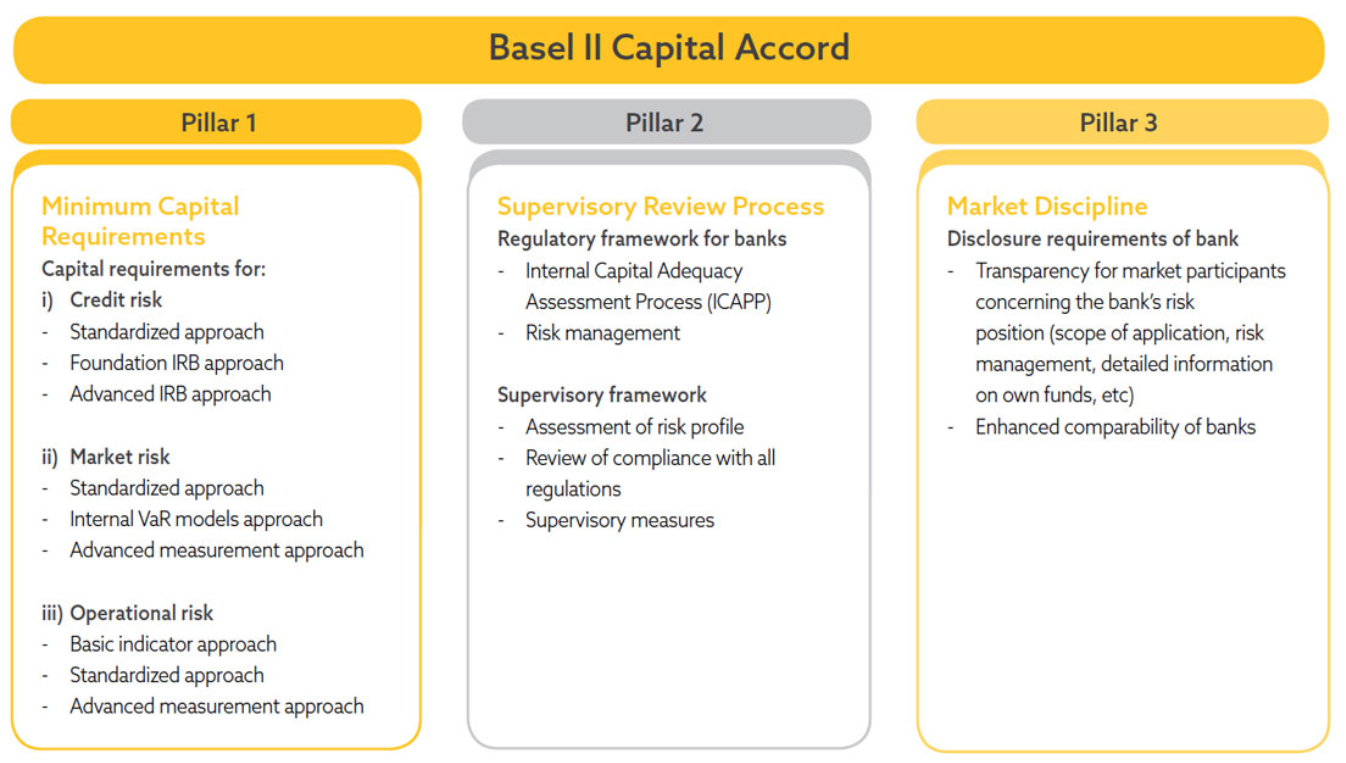 Basel II Capital Accord
Pillar 1
Minimum Capital
Requirements
Capital requirements for:
i) Credit risk
- Standardized approach
- Foundation IRB approach
- Advanced IRB approach
ii) Market risk
- Standardized approach
- Internal VaR models approach
- Advanced measurement approach
iii) Operational risk
- Basic indicator approach
- Standardized approach
- Advanced measurement approach
Pillar 2
Supervisory Review Process
Regulatory framework for banks
- Internal Capital Adequacy
Assessment Process (ICAPP)
- Risk management
Supervisory framework
- Assessment of risk profile
- Review of compliance with all
regulations
- Supervisory measures
Pillar 3
Market Discipline
Disclosure requirements of bank
- Transparency for market participants
concerning the bank's risk
position (scope of application, risk
management, detailed information
on own funds, etc)
- Enhanced comparability of banks